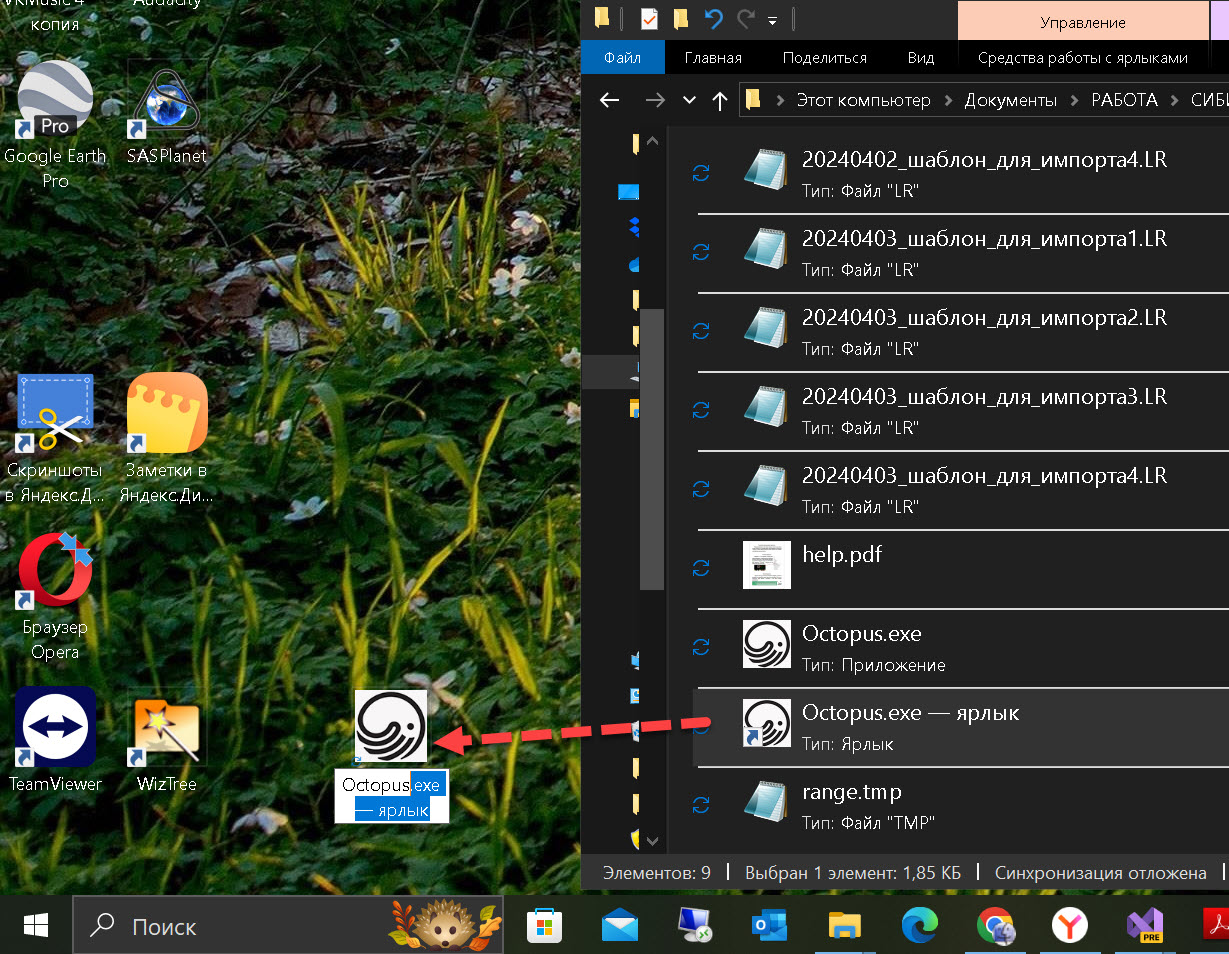 VKMusic 4
копия
Audacity
Pro
Google Earth
Pro
SASPlanet
Скриншоты
в Яндекс.Д...
Заметки в
Яндекс.Ди...
Браузер
Opera
TeamViewer
WizTree
Octopus.exe
— ярлык
Управление
Файл
Главная
Поделиться
Вид
Средства работы с ярлыками
Этот компьютер
Документы
РАБОТА
20240402_шаблон_для_импорта4.LR
Тип: Файл "LR"
20240403_шаблон_для_импорта1.LR
Тип: Файл "LR"
20240403_шаблон_для_импорта2.LR
Тип: Файл "LR"
20240403_шаблон_для_импорта3.LR
Тип: Файл "LR"
20240403_шаблон_для_импорта4.LR
Тип: Файл "LR"
help.pdf
Octopus.exe
Тип: Приложение
Octopus.exe — ярлык
Тип: Ярлык
range.tmp
Тип: Файл "TMP"
Элементов: 9
Выбран 1 элемент: 1,85 КБ
Синхронизация отложена
Поиск
PRE